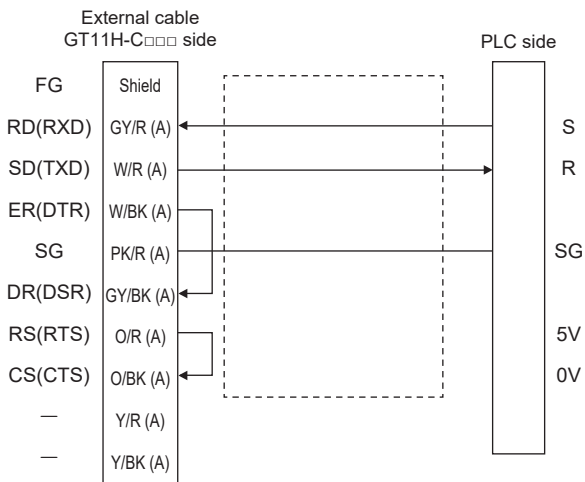 External cable
GT11H-C□□□ side
PLC side
FG Shield
RD(RXD) GY/R (A) S
SD(TXD) W/R (A) R
ER(DTR) W/BK (A)
SG PK/R (A) SG
DR(DSR) GY/BK (A)
RS(RTS) O/R (A) 5V
CS(CTS) O/BK (A) 0V
— Y/R (A)
— Y/BK (A)